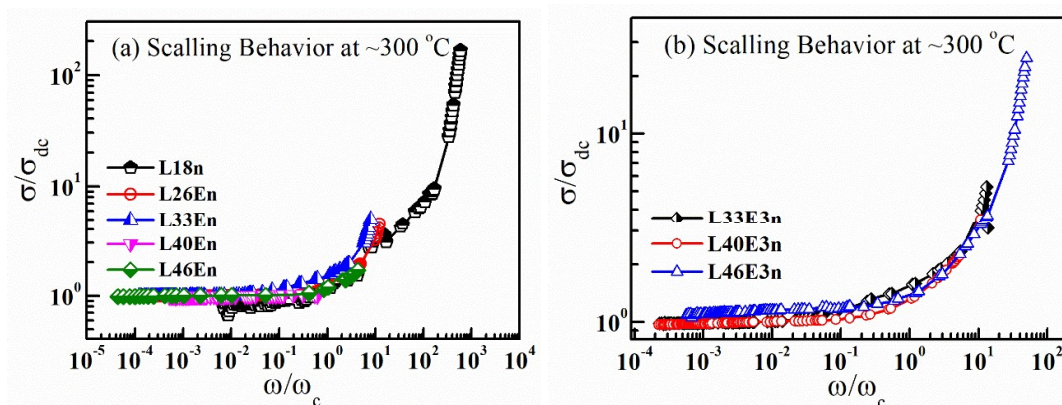 (a) Scalling Behavior at ~300 °C
σ/σdc
10²
10¹
10⁰
L18n
L26En
L33En
L40En
L46En
10⁻⁵ 10⁻⁴ 10⁻³ 10⁻² 10⁻¹ 10⁰ 10¹ 10² 10³ 10⁴
ω/ωc
(b) Scalling Behavior at ~300 °C
σ/σdc
10¹
10⁰
L33E3n
L40E3n
L46E3n
10⁻⁴ 10⁻³ 10⁻² 10⁻¹ 10⁰ 10¹ 10²
ω/ωc